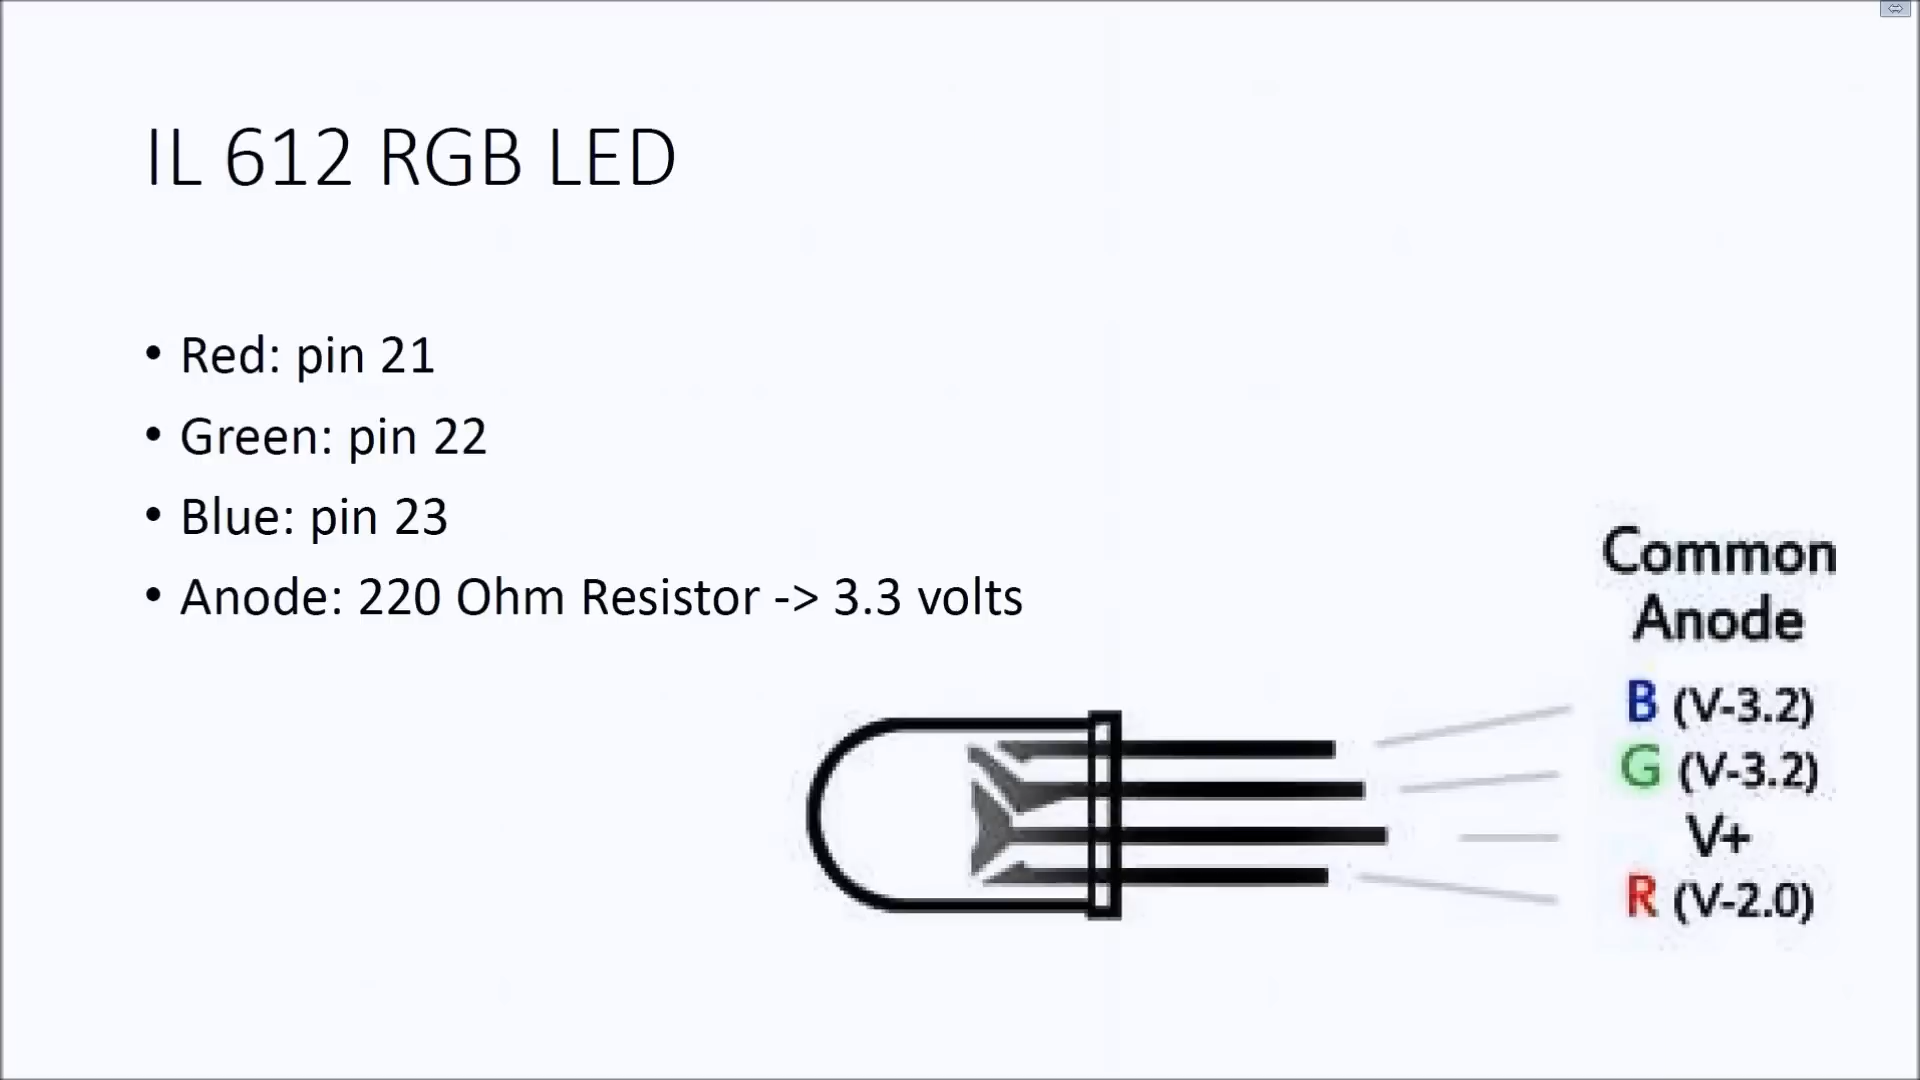 IL 612 RGB LED
• Red: pin 21
• Green: pin 22
• Blue: pin 23
• Anode: 220 Ohm Resistor -> 3.3 volts
Common
Anode
B (V-3.2)
G (V-3.2)
V+
R (V-2.0)